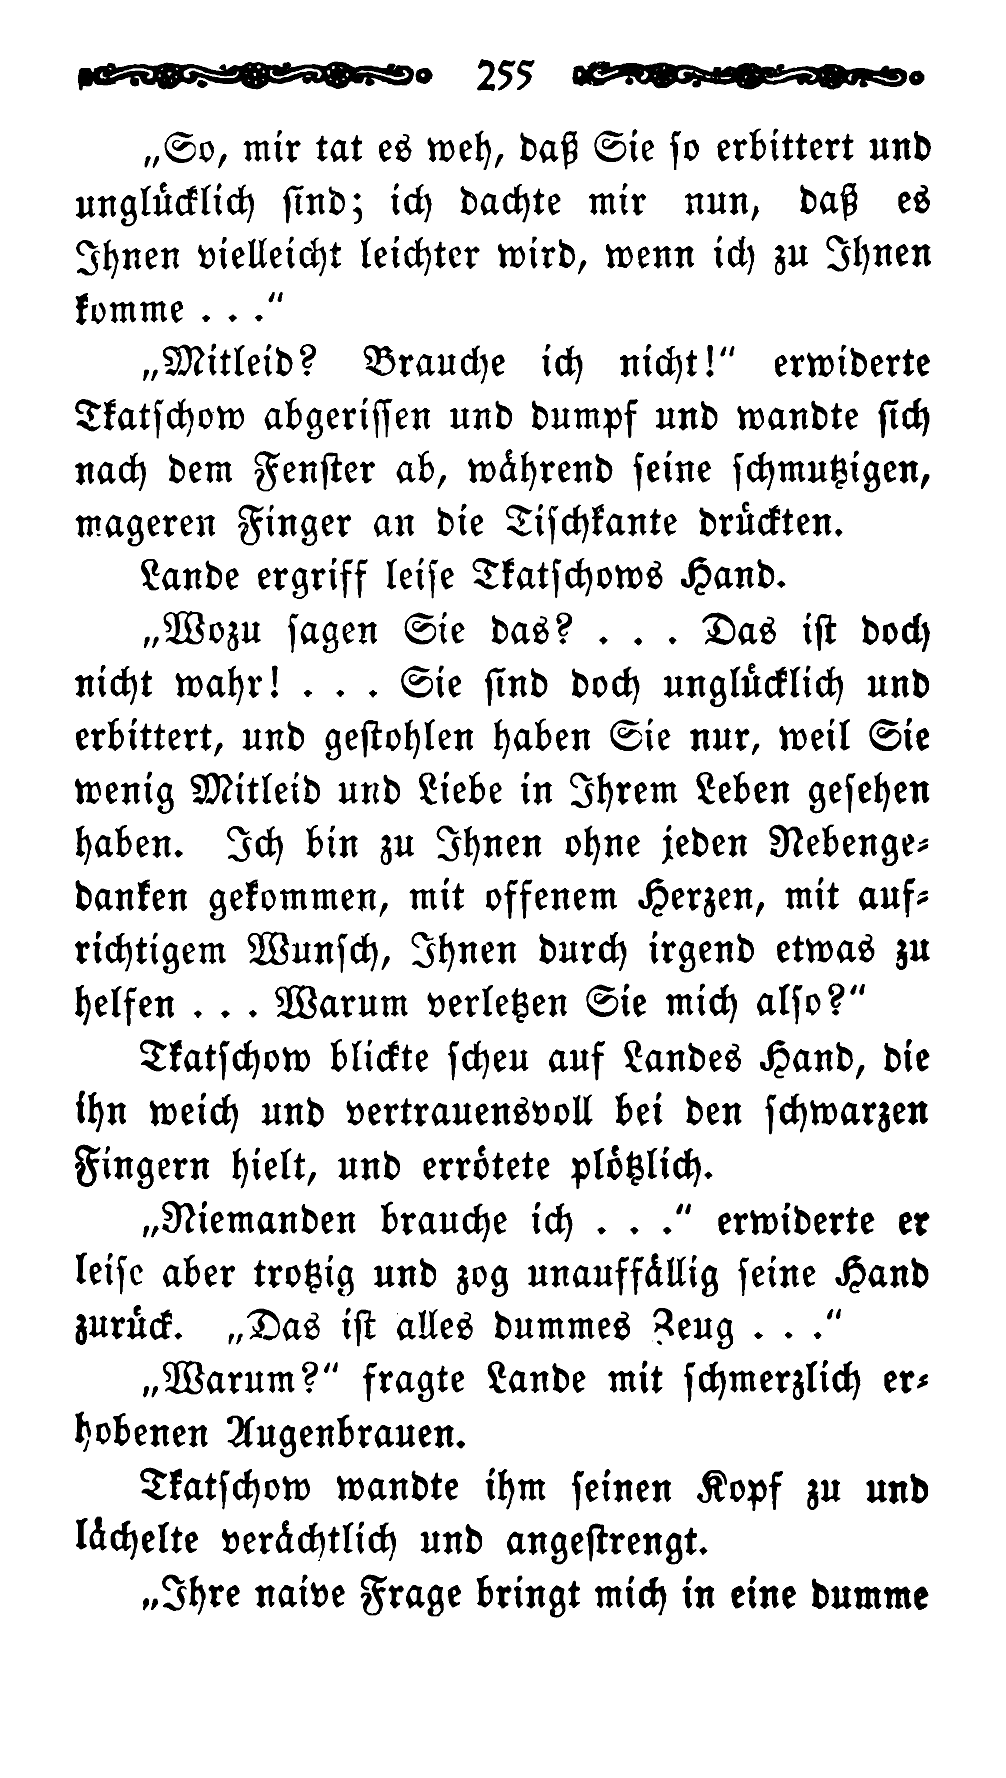 255
„So, mir tat es weh, daß Sie so erbittert und
unglücklich sind; ich dachte mir nun, daß es
Ihnen vielleicht leichter wird, wenn ich zu Ihnen
komme . . .“
„Mitleid? Brauche ich nicht!“ erwiderte
Tkatschow abgerissen und dumpf und wandte sich
nach dem Fenster ab, während seine schmutzigen,
mageren Finger an die Tischkante drückten.
Lande ergriff leise Tkatschows Hand.
„Wozu sagen Sie das? . . . Das ist doch
nicht wahr! . . . Sie sind doch unglücklich und
erbittert, und gestohlen haben Sie nur, weil Sie
wenig Mitleid und Liebe in Ihrem Leben gesehen
haben. Ich bin zu Ihnen ohne jeden Nebenge-
danken gekommen, mit offenem Herzen, mit auf-
richtigem Wunsch, Ihnen durch irgend etwas zu
helfen . . . Warum verletzen Sie mich also?“
Tkatschow blickte scheu auf Landes Hand, die
ihn weich und vertrauensvoll bei den schwarzen
Fingern hielt, und errötete plötzlich.
„Niemanden brauche ich . . .“ erwiderte er
leise aber trotzig und zog unauffällig seine Hand
zurück. „Das ist alles dummes Zeug . . .“
„Warum?“ fragte Lande mit schmerzlich er-
hobenen Augenbrauen.
Tkatschow wandte ihm seinen Kopf zu und
lächelte verächtlich und angestrengt.
„Ihre naive Frage bringt mich in eine dumme